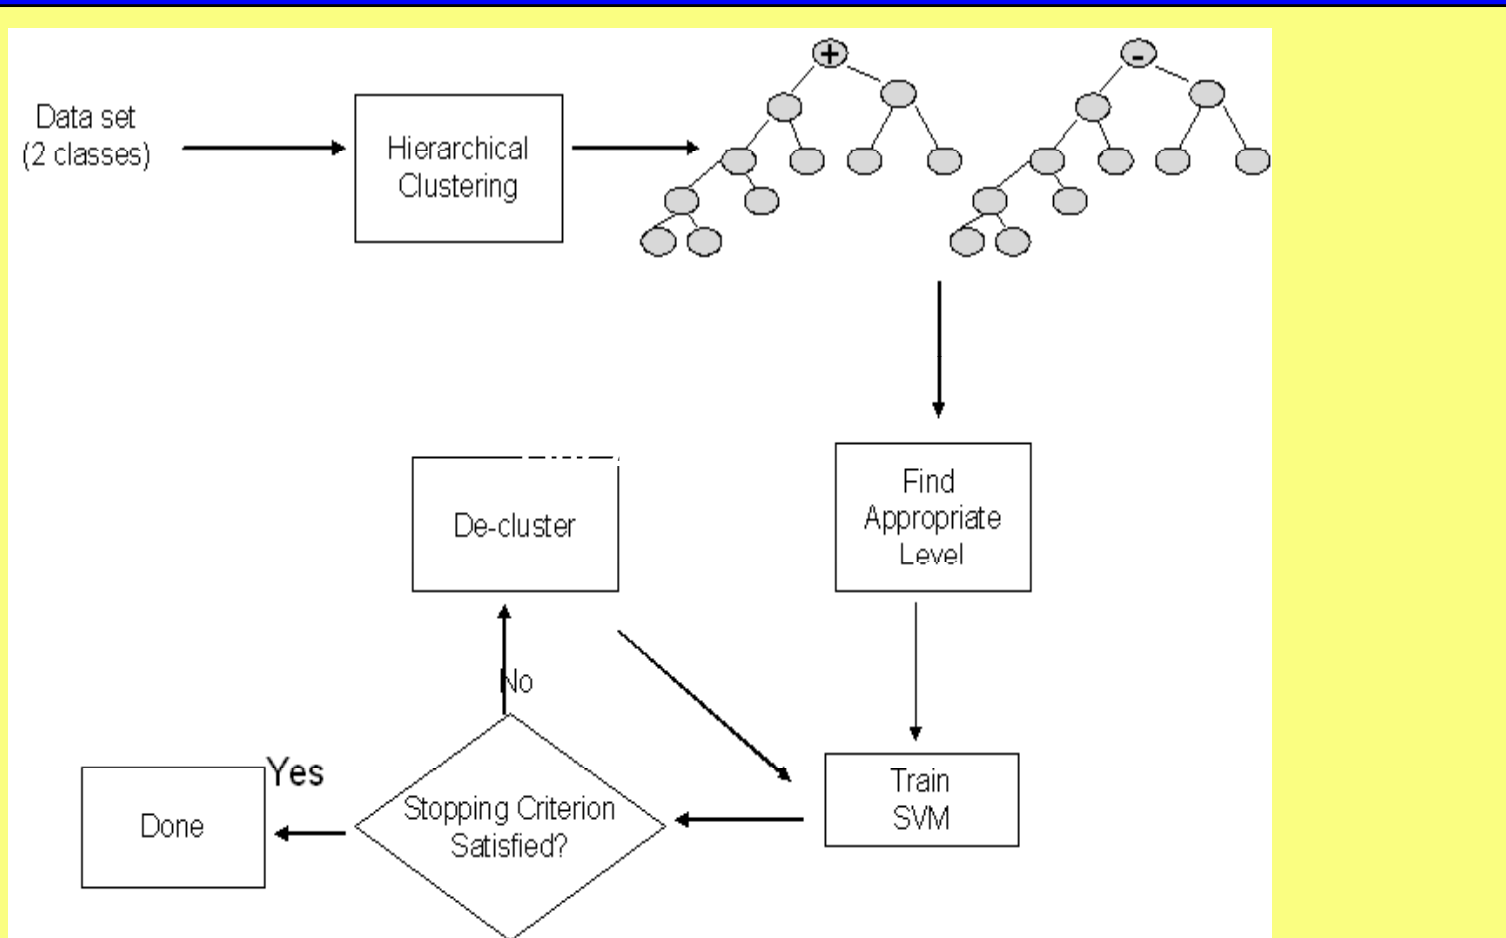 +
-
Data set
(2 classes)
Hierarchical
Clustering
Find
Appropriate
Level
De-cluster
No
Yes
Train
SVM
Stopping Criterion
Satisfied?
Done